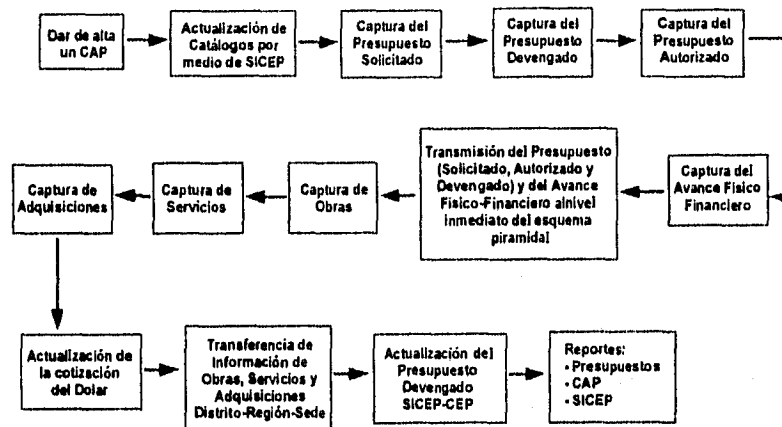 Dar de alta
un CAP
Actualización de
Catálogos por
medio de SICEP
Captura del
Presupuesto
Solicitado
Captura del
Presupuesto
Devengado
Captura del
Presupuesto
Autorizado
Captura del
Avance Fisico
Financiero
Transmisión del Presupuesto
(Solicitado, Autorizado y
Devengado) y del Avance
Fisico-Financiero alnivel
inmediato del esquema
piramidal
Captura de
Obras
Captura de
Servicios
Captura de
Adquisiciones
Actualización de
la cotización
del Dolar
Transferencia de
Información de
Obras, Servicios y
Adquisiciones
Distrito-Región-Sede
Actualización del
Presupuesto
Devengado
SICEP-CEP
Reportes:
• Presupuestos
• CAP
• SICEP